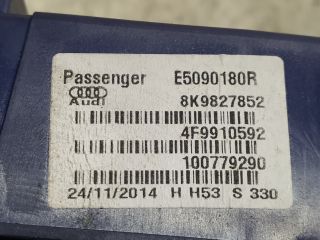 Passenger E5090180R
Audi 8K9827852
4F9910592
100779290
24/11/2014 H H53 S 330